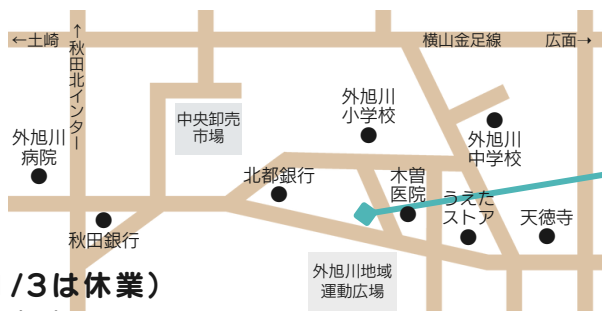 ←土崎
↑秋田北インター
横山金足線
広面→
中央卸売
市場
外旭川
小学校
外旭川
中学校
外旭川
病院
北都銀行
木曽
医院
うえた
ストア
天徳寺
秋田銀行
外旭川地域
運動広場
/3は休業）